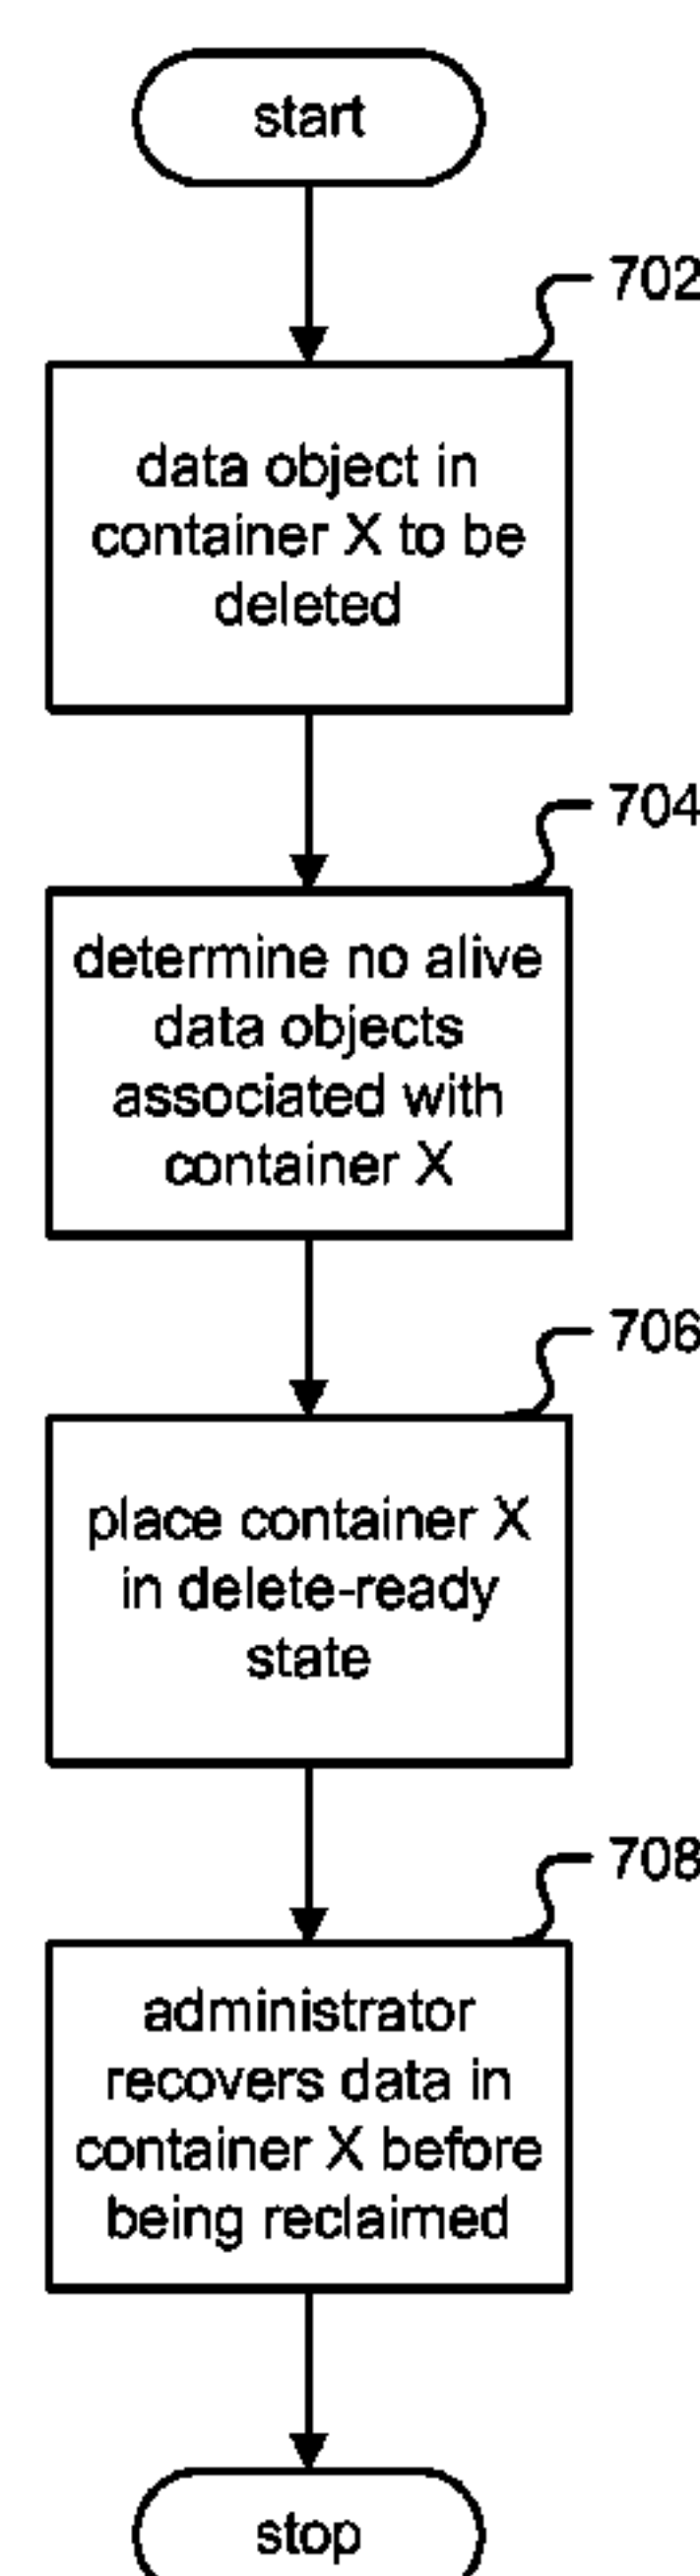 start
702
data object in
container X to be
deleted
704
determine no alive
data objects
associated with
container X
706
place container X
in delete-ready
state
708
administrator
recovers data in
container X before
being reclaimed
stop